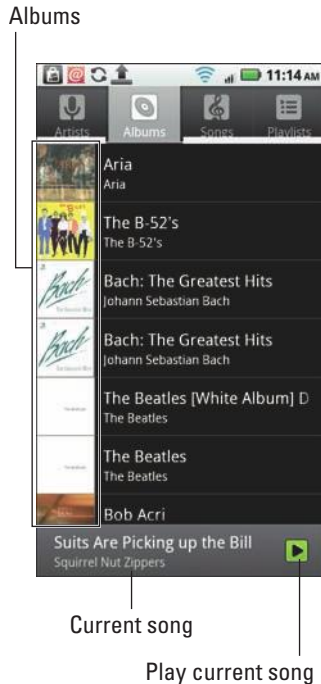 Albums
11:14 AM
Artists
Albums
Songs
Playlists
Aria
Aria
The B-52's
The B-52's
Bach: The Greatest Hits
Johann Sebastian Bach
Bach: The Greatest Hits
Johann Sebastian Bach
The Beatles [White Album] D
The Beatles
The Beatles
The Beatles
Bob Acri
Suits Are Picking up the Bill
Squirrel Nut Zippers
Current song
Play current song